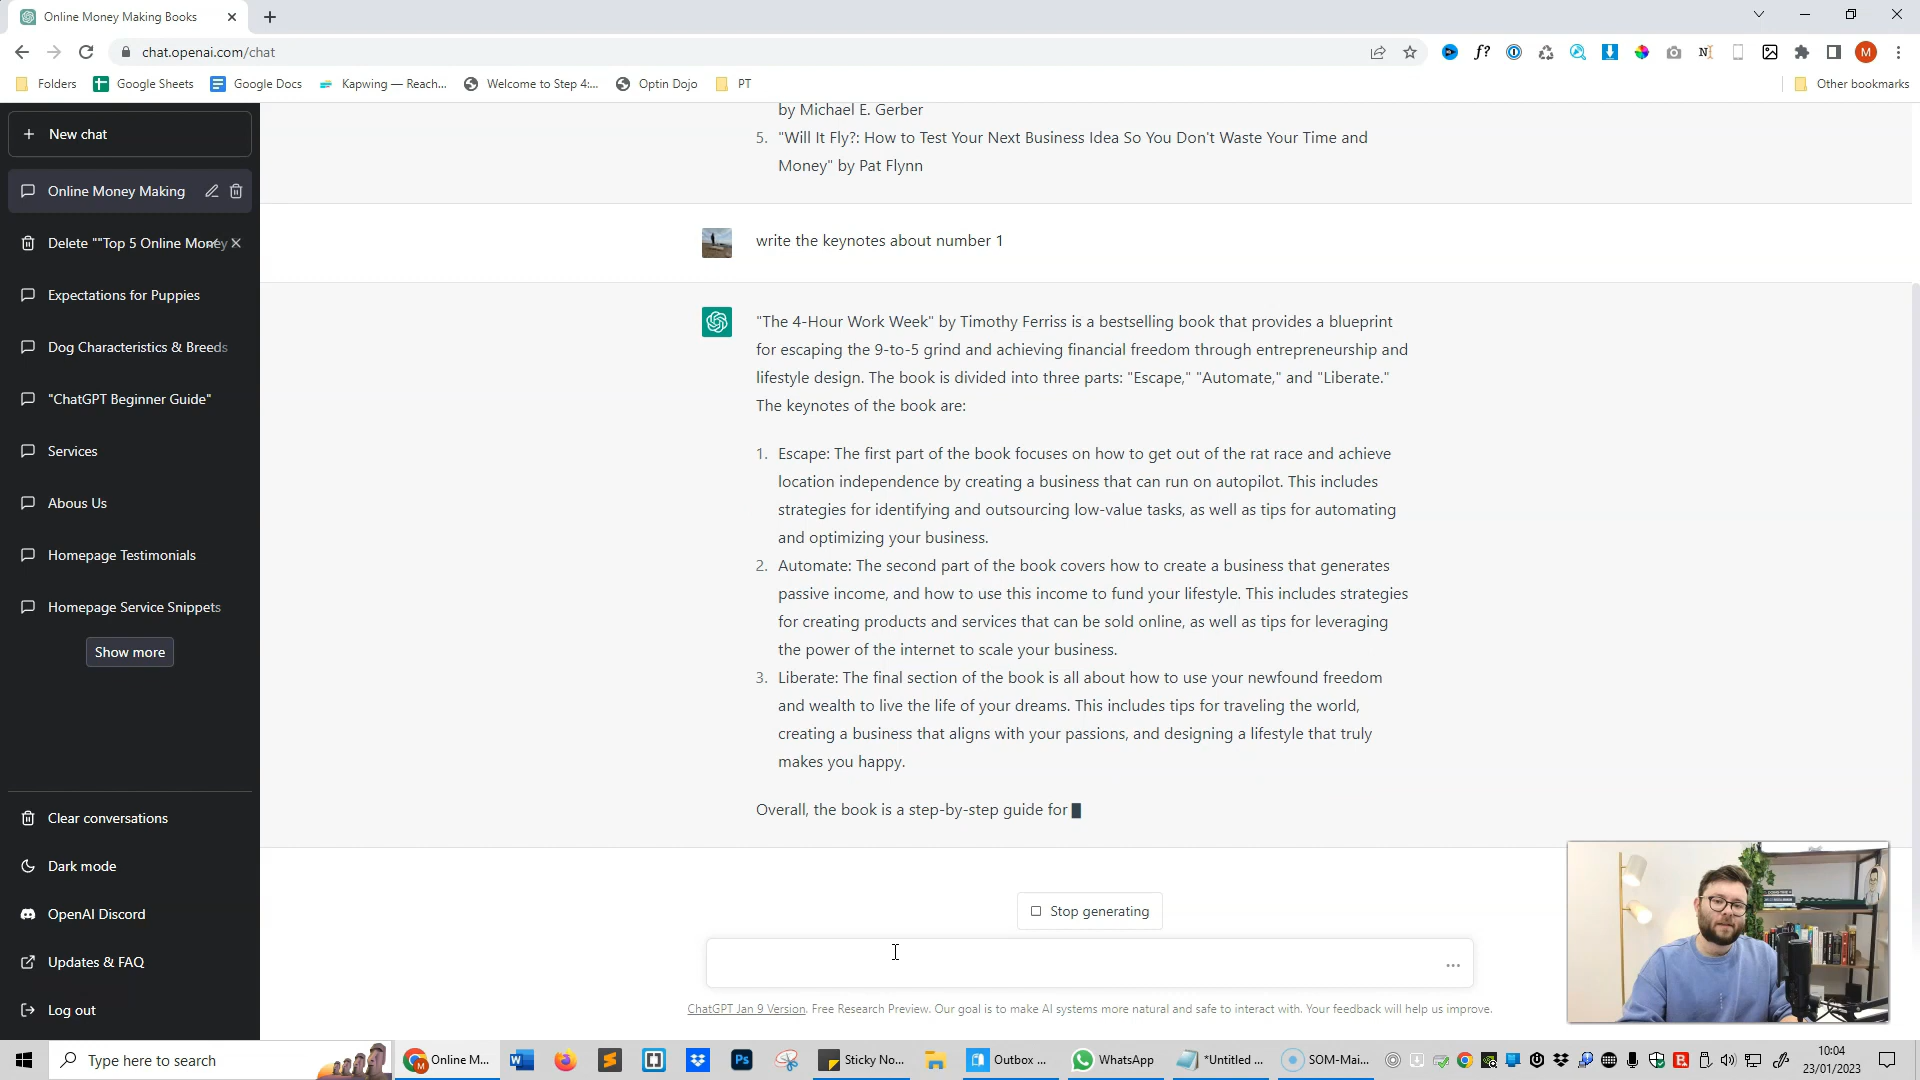 Online Money Making Books
chat.openai.com/chat
f?
N
M
Folders
Google Sheets
Google Docs
Kapwing — Reach...
Welcome to Step 4:...
Optin Dojo
PT
Other bookmarks
New chat
Online Money Making
Delete ""Top 5 Online Money
Expectations for Puppies
Dog Characteristics & Breeds
"ChatGPT Beginner Guide"
Services
Abous Us
Homepage Testimonials
Homepage Service Snippets
Show more
Clear conversations
Dark mode
OpenAI Discord
Updates & FAQ
Log out
by Michael E. Gerber
5. "Will It Fly?: How to Test Your Next Business Idea So You Don't Waste Your Time and
Money" by Pat Flynn
write the keynotes about number 1
"The 4-Hour Work Week" by Timothy Ferriss is a bestselling book that provides a blueprint
for escaping the 9-to-5 grind and achieving financial freedom through entrepreneurship and
lifestyle design. The book is divided into three parts: "Escape," "Automate," and "Liberate."
The keynotes of the book are:
1. Escape: The first part of the book focuses on how to get out of the rat race and achieve
location independence by creating a business that can run on autopilot. This includes
strategies for identifying and outsourcing low-value tasks, as well as tips for automating
and optimizing your business.
2. Automate: The second part of the book covers how to create a business that generates
passive income, and how to use this income to fund your lifestyle. This includes strategies
for creating products and services that can be sold online, as well as tips for leveraging
the power of the internet to scale your business.
3. Liberate: The final section of the book is all about how to use your newfound freedom
and wealth to live the life of your dreams. This includes tips for traveling the world,
creating a business that aligns with your passions, and designing a lifestyle that truly
makes you happy.
Overall, the book is a step-by-step guide for
Stop generating
ChatGPT Jan 9 Version. Free Research Preview. Our goal is to make AI systems more natural and safe to interact with. Your feedback will help us improve.
Type here to search
Online M...
Ps
Sticky No...
Outbox ...
WhatsApp
*Untitled ...
SOM-Mai...
10:04
23/01/2023